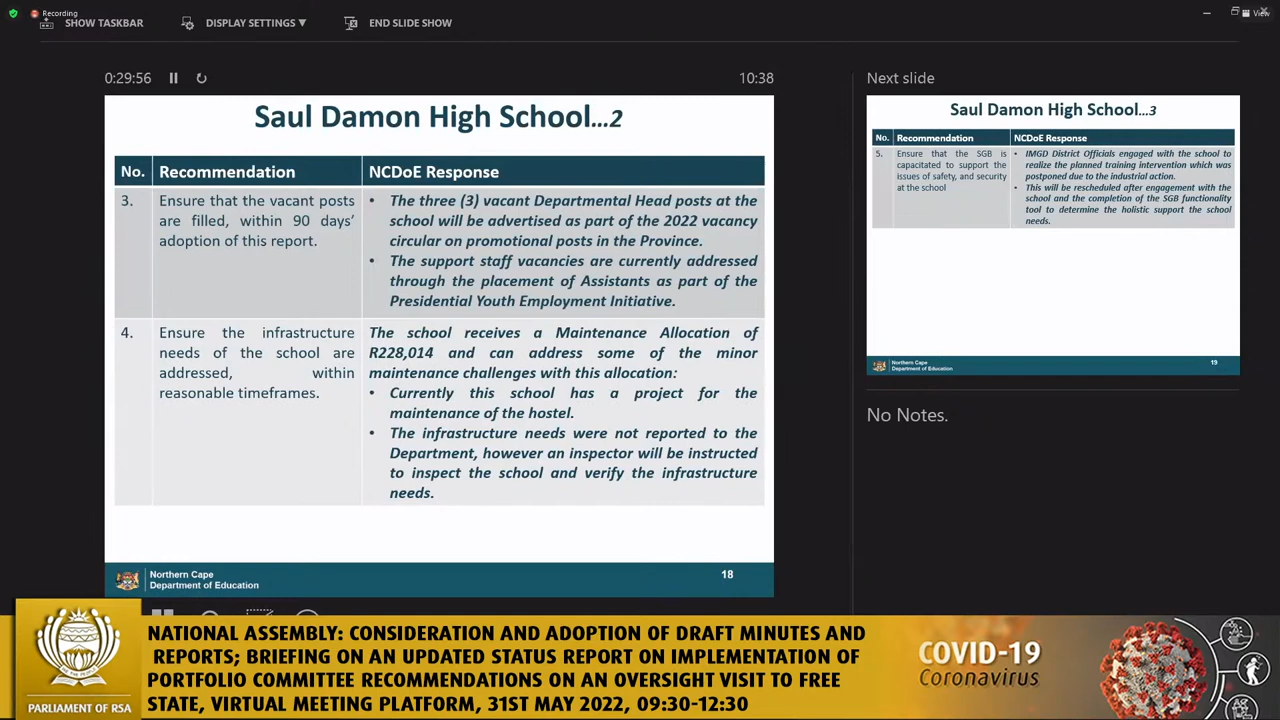 Recording
View
SHOW TASKBAR
DISPLAY SETTINGS ▼
END SLIDE SHOW
0:29:56
10:38
Saul Damon High School...2
No. Recommendation NCDoE Response
3. Ensure that the vacant posts
are filled, within 90 days'
adoption of this report.
• The three (3) vacant Departmental Head posts at the
school will be advertised as part of the 2022 vacancy
circular on promotional posts in the Province.
• The support staff vacancies are currently addressed
through the placement of Assistants as part of the
Presidential Youth Employment Initiative.
4. Ensure the infrastructure
needs of the school are
addressed, within
reasonable timeframes.
The school receives a Maintenance Allocation of
R228,014 and can address some of the minor
maintenance challenges with this allocation:
• Currently this school has a project for the
maintenance of the hostel.
• The infrastructure needs were not reported to the
Department, however an inspector will be instructed
to inspect the school and verify the infrastructure
needs.
Northern Cape
Department of Education
18
Next slide
Saul Damon High School...3
No. Recommendation NCDoE Response
5. Ensure that the SGB is
capacitated to support the
issues of safety, and security
at the school
• IMGD District Officials engaged with the school to
realize the planned training intervention which was
postponed due to the industrial action.
• This will be rescheduled after engagement with the
school and the completion of the SGB functionality
tool to determine the holistic support the school
needs.
Northern Cape
Department of Education
19
No Notes.
PARLIAMENT OF RSA
NATIONAL ASSEMBLY: CONSIDERATION AND ADOPTION OF DRAFT MINUTES AND
REPORTS; BRIEFING ON AN UPDATED STATUS REPORT ON IMPLEMENTATION OF
PORTFOLIO COMMITTEE RECOMMENDATIONS ON AN OVERSIGHT VISIT TO FREE
STATE, VIRTUAL MEETING PLATFORM, 31ST MAY 2022, 09:30-12:30
COVID-19
Coronavirus